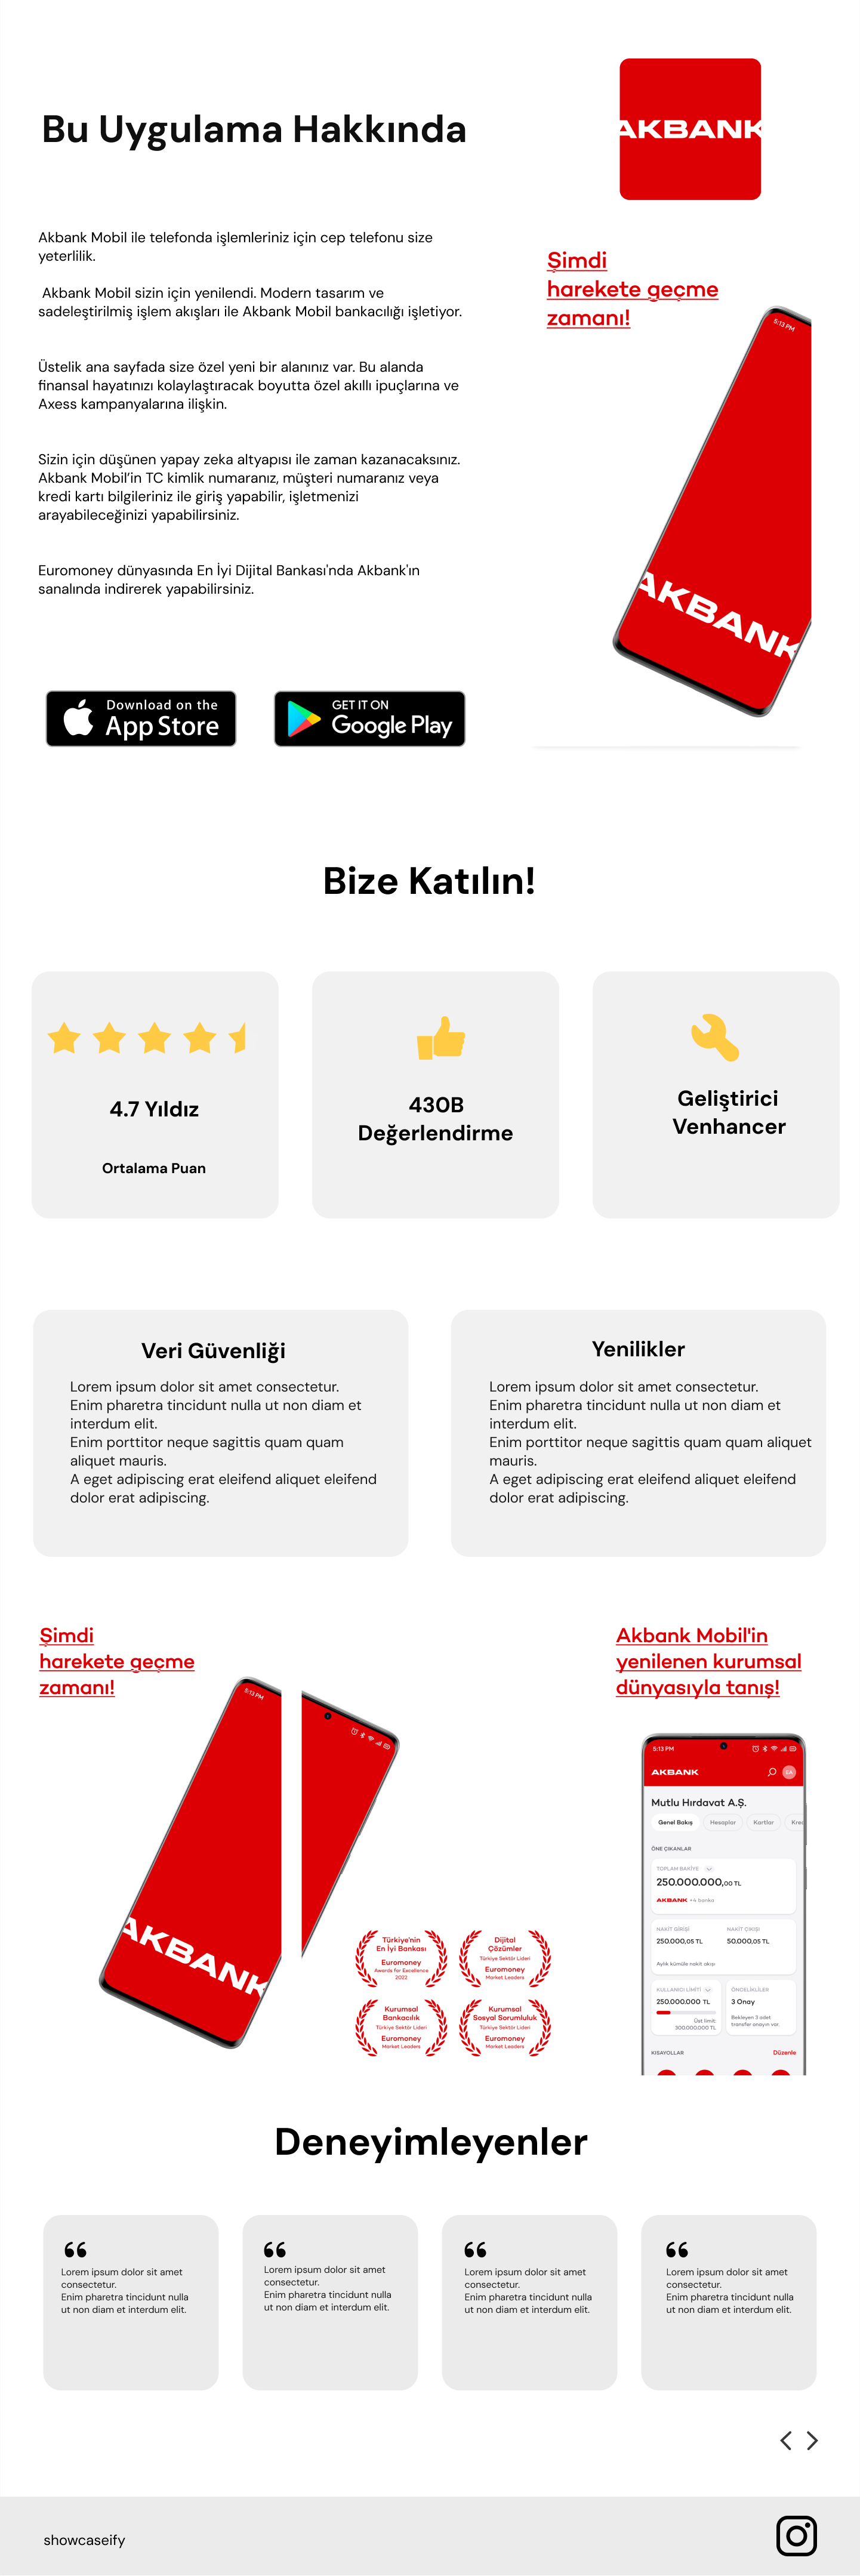 Bu Uygulama Hakkında
AKBANK
Akbank Mobil ile telefonda işlemleriniz için cep telefonu size
yeterlilik.
Akbank Mobil sizin için yenilendi. Modern tasarım ve
sadeleştirilmiş işlem akışları ile Akbank Mobil bankacılığı işletiyor.
Üstelik ana sayfada size özel yeni bir alanınız var. Bu alanda
finansal hayatınızı kolaylaştıracak boyutta özel akıllı ipuçlarına ve
Axess kampanyalarına ilişkin.
Sizin için düşünen yapay zeka altyapısı ile zaman kazanacaksınız.
Akbank Mobil’in TC kimlik numaranız, müşteri numaranız veya
kredi kartı bilgileriniz ile giriş yapabilir, işletmenizi
arayabileceğinizi yapabilirsiniz.
Euromoney dünyasında En İyi Dijital Bankası'nda Akbank'ın
sanalında indirerek yapabilirsiniz.
Şimdi
harekete geçme
zamanı!
5:13 PM
AKBANK
Download on the
App Store
GET IT ON
Google Play
Bize Katılın!
4.7 Yıldız
Ortalama Puan
430B
Değerlendirme
Geliştirici
Venhancer
Veri Güvenliği
Lorem ipsum dolor sit amet consectetur.
Enim pharetra tincidunt nulla ut non diam et
interdum elit.
Enim porttitor neque sagittis quam quam
aliquet mauris.
A eget adipiscing erat eleifend aliquet eleifend
dolor erat adipiscing.
Yenilikler
Lorem ipsum dolor sit amet consectetur.
Enim pharetra tincidunt nulla ut non diam et
interdum elit.
Enim porttitor neque sagittis quam quam aliquet
mauris.
A eget adipiscing erat eleifend aliquet eleifend
dolor erat adipiscing.
Şimdi
harekete geçme
zamanı!
5:13 PM
AKBANK
Türkiye'nin
En İyi Bankası
Euromoney
Awards for Excellence
2022
Dijital
Çözümler
Türkiye Sektör Lideri
Euromoney
Market Leaders
Kurumsal
Bankacılık
Türkiye Sektör Lideri
Euromoney
Market Leaders
Kurumsal
Sosyal Sorumluluk
Türkiye Sektör Lideri
Euromoney
Market Leaders
Akbank Mobil'in
yenilenen kurumsal
dünyasıyla tanış!
5:13 PM
AKBANK
EA
Mutlu Hırdavat A.Ş.
Genel Bakış Hesaplar Kartlar Kre
ÖNE ÇIKANLAR
TOPLAM BAKİYE
250.000.000,00 TL
AKBANK +4 banka
NAKİT GİRİŞİ NAKİT ÇIKIŞI
250.000,05 TL 50.000,05 TL
Aylık kümüle nakit akışı
KULLANICI LİMİTİ ÖNCELİKLİLER
250.000.000 TL 3 Onay
Üst limit:
300.000.000 TL
Bekleyen 3 adet
transfer onayın var.
KISAYOLLAR Düzenle
Deneyimleyenler
Lorem ipsum dolor sit amet
consectetur.
Enim pharetra tincidunt nulla
ut non diam et interdum elit.
Lorem ipsum dolor sit amet
consectetur.
Enim pharetra tincidunt nulla
ut non diam et interdum elit.
Lorem ipsum dolor sit amet
consectetur.
Enim pharetra tincidunt nulla
ut non diam et interdum elit.
Lorem ipsum dolor sit amet
consectetur.
Enim pharetra tincidunt nulla
ut non diam et interdum elit.
showcaseify